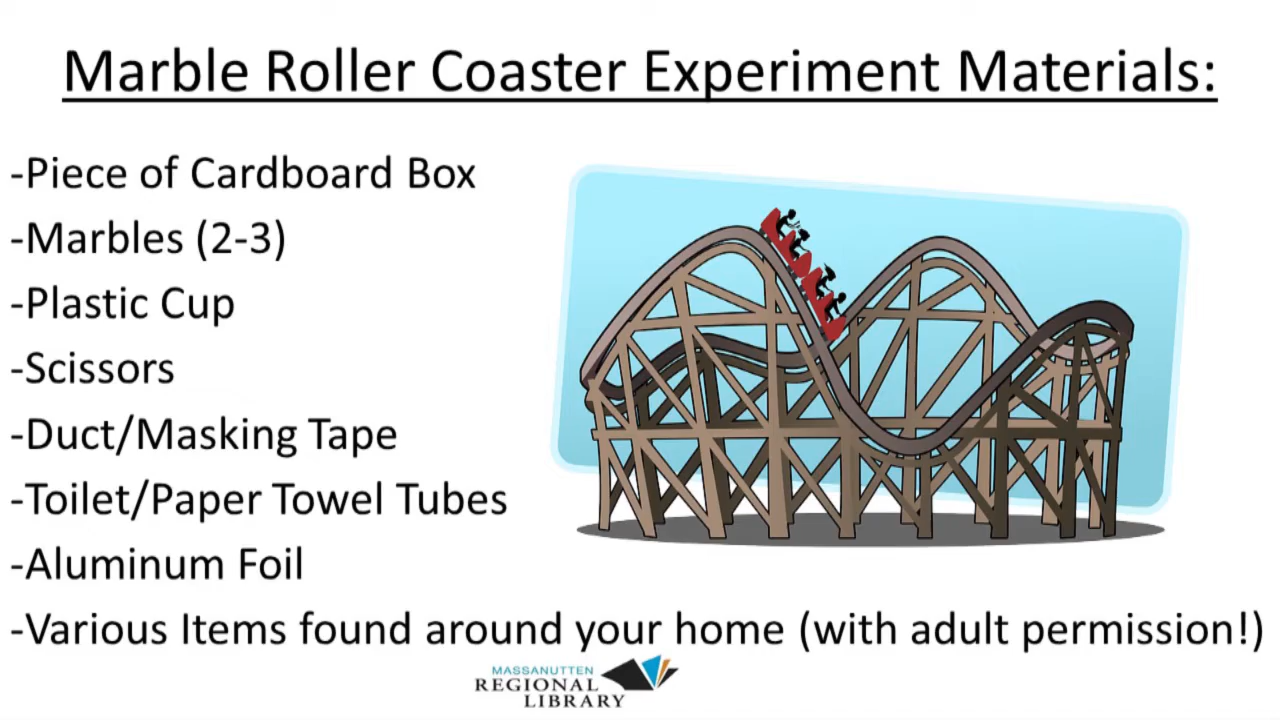 Marble Roller Coaster Experiment Materials:
-Piece of Cardboard Box
-Marbles (2-3)
-Plastic Cup
-Scissors
-Duct/Masking Tape
-Toilet/Paper Towel Tubes
-Aluminum Foil
-Various Items found around your home (with adult permission!)
MASSANUTTEN
REGIONAL
LIBRARY